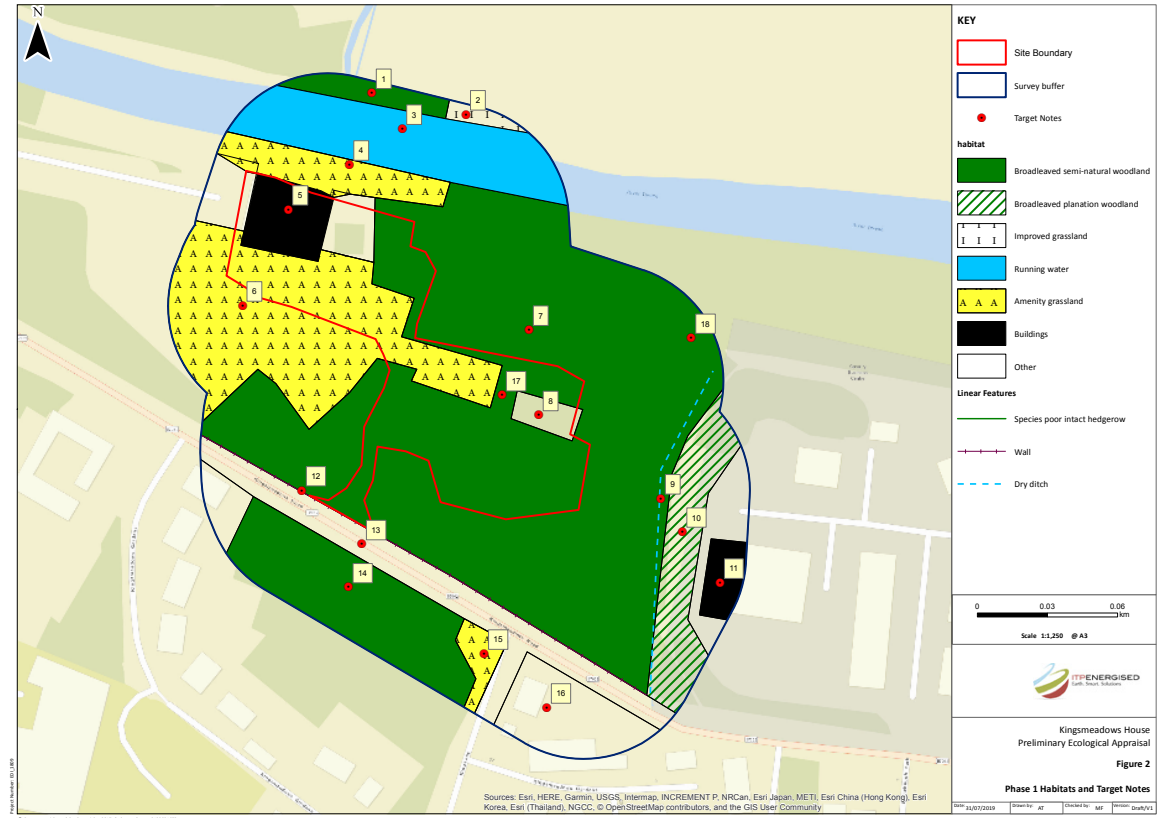 N
1
2
3
4
5
6
7
18
17
8
12
9
10
13
11
14
15
16
Kingsmeadows Road
Sources: Esri, HERE, Garmin, USGS, Intermap, INCREMENT P, NRCan, Esri Japan, METI, Esri China (Hong Kong), Esri
Korea, Esri (Thailand), NGCC, © OpenStreetMap contributors, and the GIS User Community
KEY
Site Boundary
Survey buffer
Target Notes
habitat
Broadleaved semi-natural woodland
Broadleaved planation woodland
Improved grassland
Running water
Amenity grassland
Buildings
Other
Linear Features
Species poor intact hedgerow
Wall
Dry ditch
0 0.03 0.06
km
Scale 1:1,250 @ A3
ITPENERGISED
Earth. Smart. Solutions.
Kingsmeadows House
Preliminary Ecological Appraisal
Figure 2
Phase 1 Habitats and Target Notes
Date: 31/07/2019 Drawn by: AT Checked by: MF Version: Draft/V1